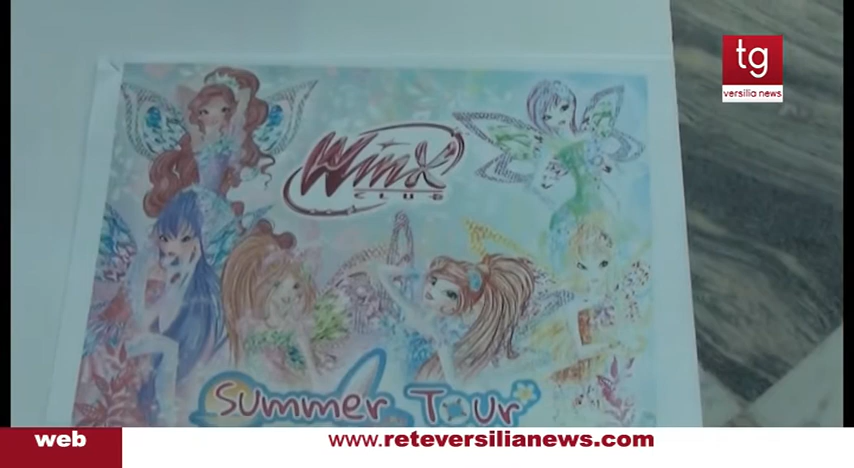 tg
versilia news
Winx
CLUB
Summer Tour
web
www.reteversilianews.com